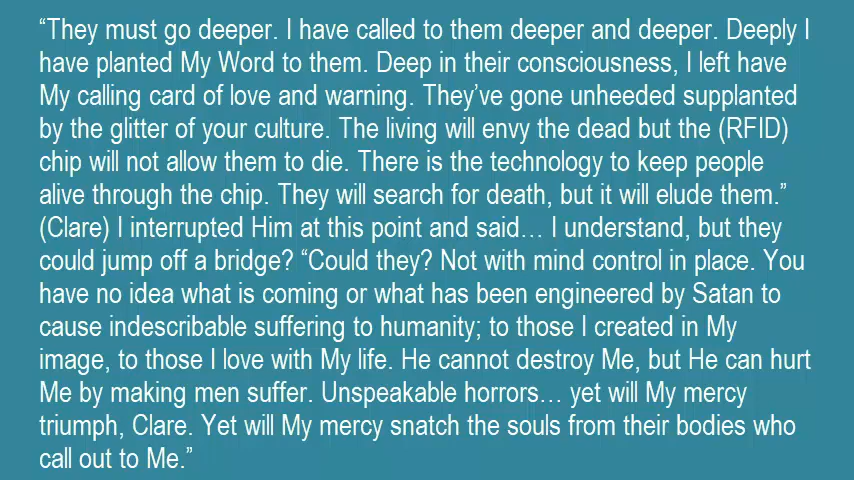 “They must go deeper. I have called to them deeper and deeper. Deeply I
have planted My Word to them. Deep in their consciousness, I left have
My calling card of love and warning. They’ve gone unheeded supplanted
by the glitter of your culture. The living will envy the dead but the (RFID)
chip will not allow them to die. There is the technology to keep people
alive through the chip. They will search for death, but it will elude them.”
(Clare) I interrupted Him at this point and said… I understand, but they
could jump off a bridge? “Could they? Not with mind control in place. You
have no idea what is coming or what has been engineered by Satan to
cause indescribable suffering to humanity; to those I created in My
image, to those I love with My life. He cannot destroy Me, but He can hurt
Me by making men suffer. Unspeakable horrors… yet will My mercy
triumph, Clare. Yet will My mercy snatch the souls from their bodies who
call out to Me.”